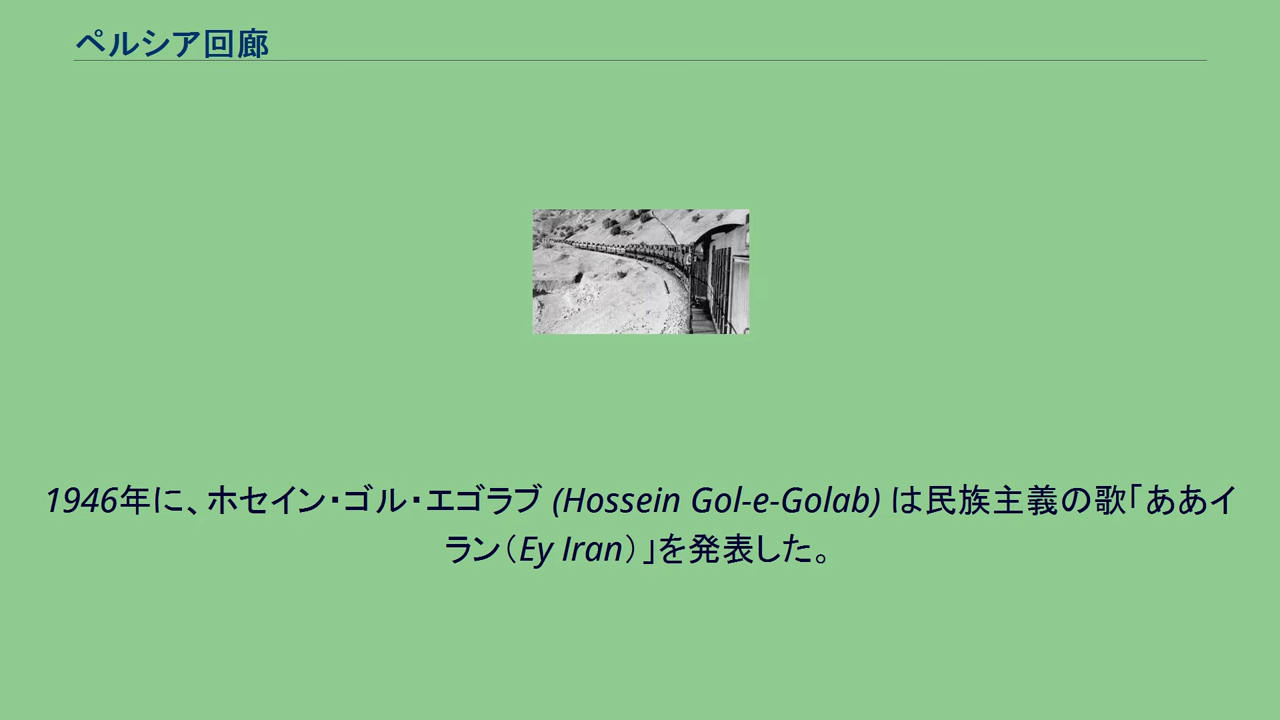 ペルシア回廊
1946年に、ホセイン・ゴル・エゴラブ (Hossein Gol-e-Golab) は民族主義の歌「ああイ
ラン（Ey Iran）」を発表した。